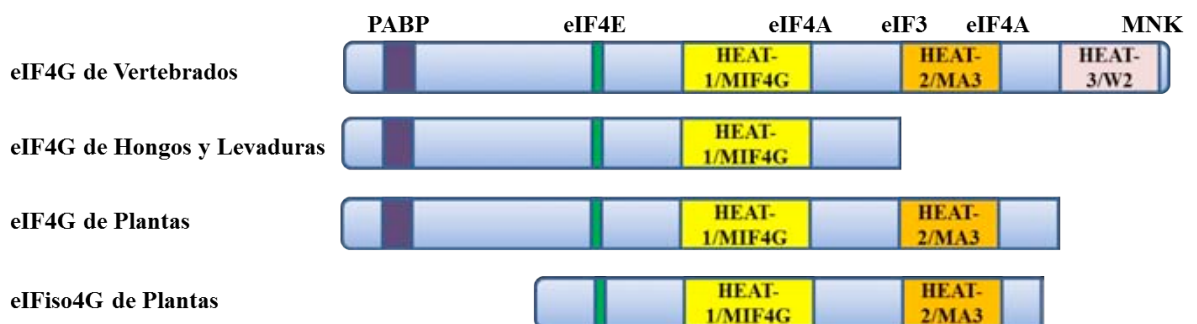 PABP eIF4E eIF4A eIF3 eIF4A MNK
eIF4G de Vertebrados
HEAT-
1/MIF4G
HEAT-
2/MA3
HEAT-
3/W2
eIF4G de Hongos y Levaduras
HEAT-
1/MIF4G
eIF4G de Plantas
HEAT-
1/MIF4G
HEAT-
2/MA3
eIFiso4G de Plantas
HEAT-
1/MIF4G
HEAT-
2/MA3